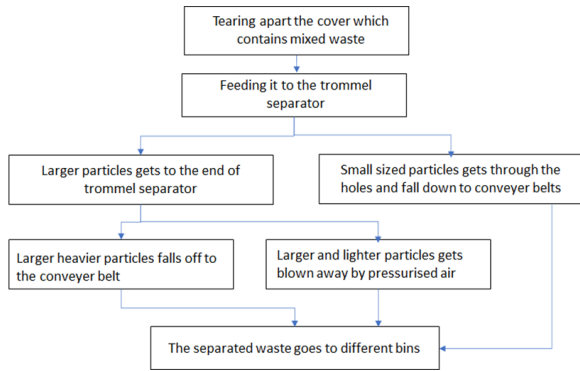 Tearing apart the cover which
contains mixed waste
Feeding it to the trommel
separator
Larger particles gets to the end of
trommel separator
Small sized particles gets through the
holes and fall down to conveyer belts
Larger heavier particles falls off to
the conveyer belt
Larger and lighter particles gets
blown away by pressurised air
The separated waste goes to different bins